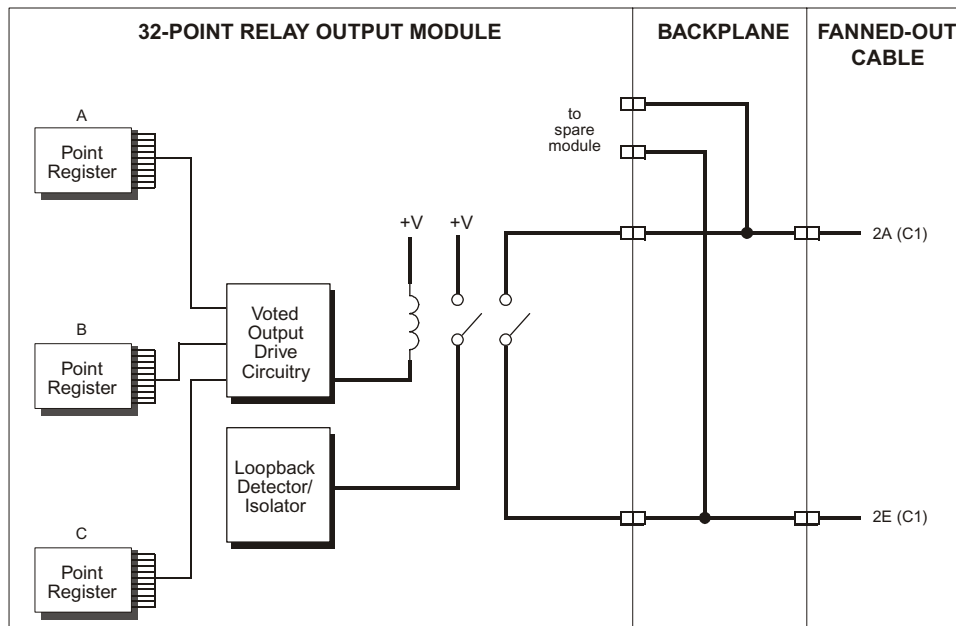 32-POINT RELAY OUTPUT MODULE
BACKPLANE
FANNED-OUT
CABLE
A
Point
Register
to
spare
module
+V
+V
2A (C1)
B
Point
Register
Voted
Output
Drive
Circuitry
Loopback
Detector/
Isolator
2E (C1)
C
Point
Register